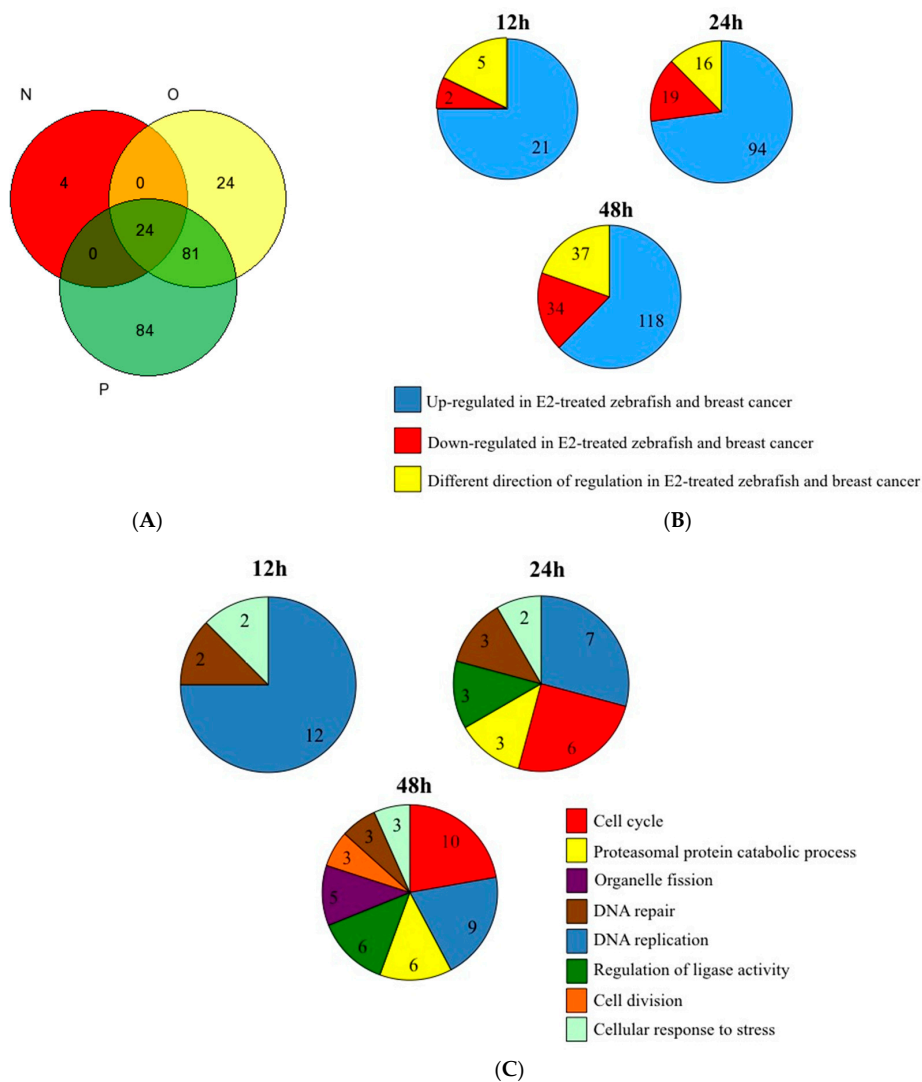 N
O
4
0
24
24
0
81
84
P
(A)
12h
5
2
21
24h
16
19
94
48h
37
34
118
Up-regulated in E2-treated zebrafish and breast cancer
Down-regulated in E2-treated zebrafish and breast cancer
Different direction of regulation in E2-treated zebrafish and breast cancer
(B)
12h
2
2
12
24h
2
7
3
3
3
6
48h
3
10
3
3
5
9
6
6
Cell cycle
Proteasomal protein catabolic process
Organelle fission
DNA repair
DNA replication
Regulation of ligase activity
Cell division
Cellular response to stress
(C)